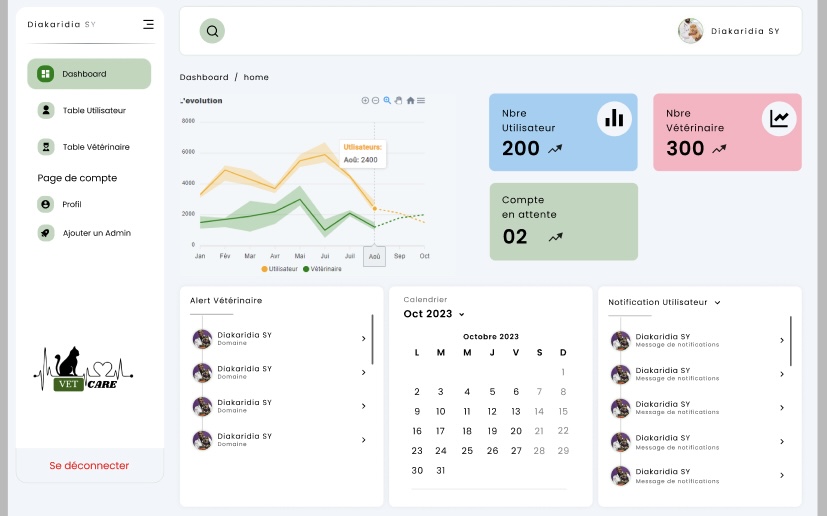 Diakaridia SY
Dashboard
Table Utilisateur
Table Vétérinaire
Page de compte
Profil
Ajouter un Admin
VET
CARE
Se déconnecter
Diakaridia SY
Dashboard / home
L'evolution
8000
6000
4000
2000
0
Utilisateurs:
Aoû: 2400
Jan Fév Mar Avr Mai Jui Juil Aoû Sep Oct
Utilisateur Vétérinaire
Nbre
Utilisateur
200
Nbre
Vétérinaire
300
Compte
en attente
02
Alert Vétérinaire
Diakaridia SY
Domaine
Diakaridia SY
Domaine
Diakaridia SY
Domaine
Diakaridia SY
Domaine
Calendrier
Oct 2023
Octobre 2023
L M M J V S D
1
2 3 4 5 6 7 8
9 10 11 12 13 14 15
16 17 18 19 20 21 22
23 24 25 26 27 28 29
30 31
Notification Utilisateur
Diakaridia SY
Message de notifications
Diakaridia SY
Message de notifications
Diakaridia SY
Message de notifications
Diakaridia SY
Message de notifications
Diakaridia SY
Message de notifications